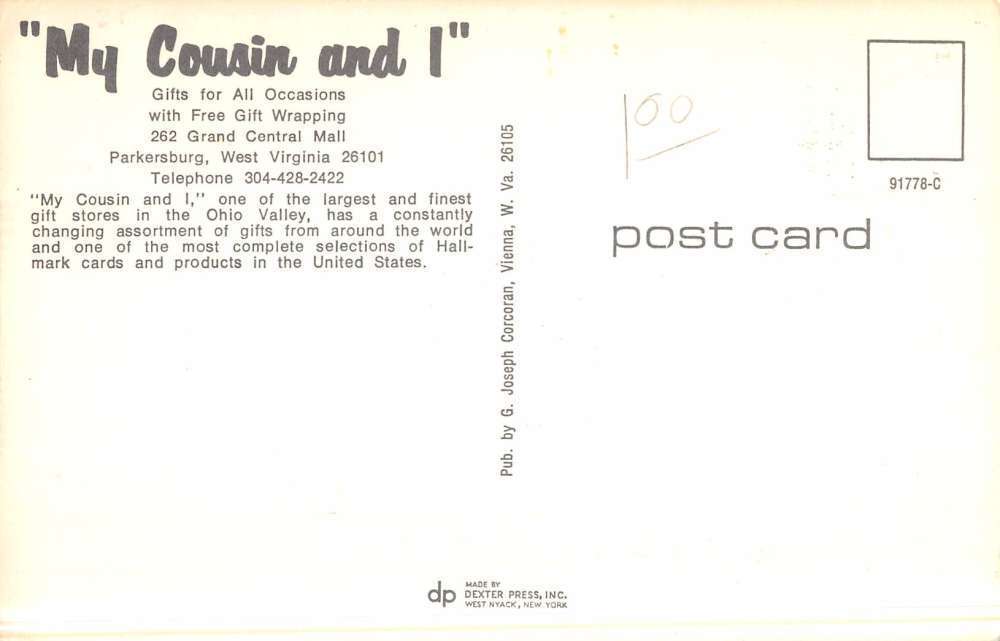 "My Cousin and I"
Gifts for All Occasions
with Free Gift Wrapping
262 Grand Central Mall
Parkersburg, West Virginia 26101
Telephone 304-428-2422
"My Cousin and I," one of the largest and finest
gift stores in the Ohio Valley, has a constantly
changing assortment of gifts from around the world
and one of the most complete selections of Hall-
mark cards and products in the United States.
Pub. by G. Joseph Corcoran, Vienna, W. Va. 26105
100
91778-C
post card
dp
MADE BY
DEXTER PRESS, INC.
WEST NYACK, NEW YORK